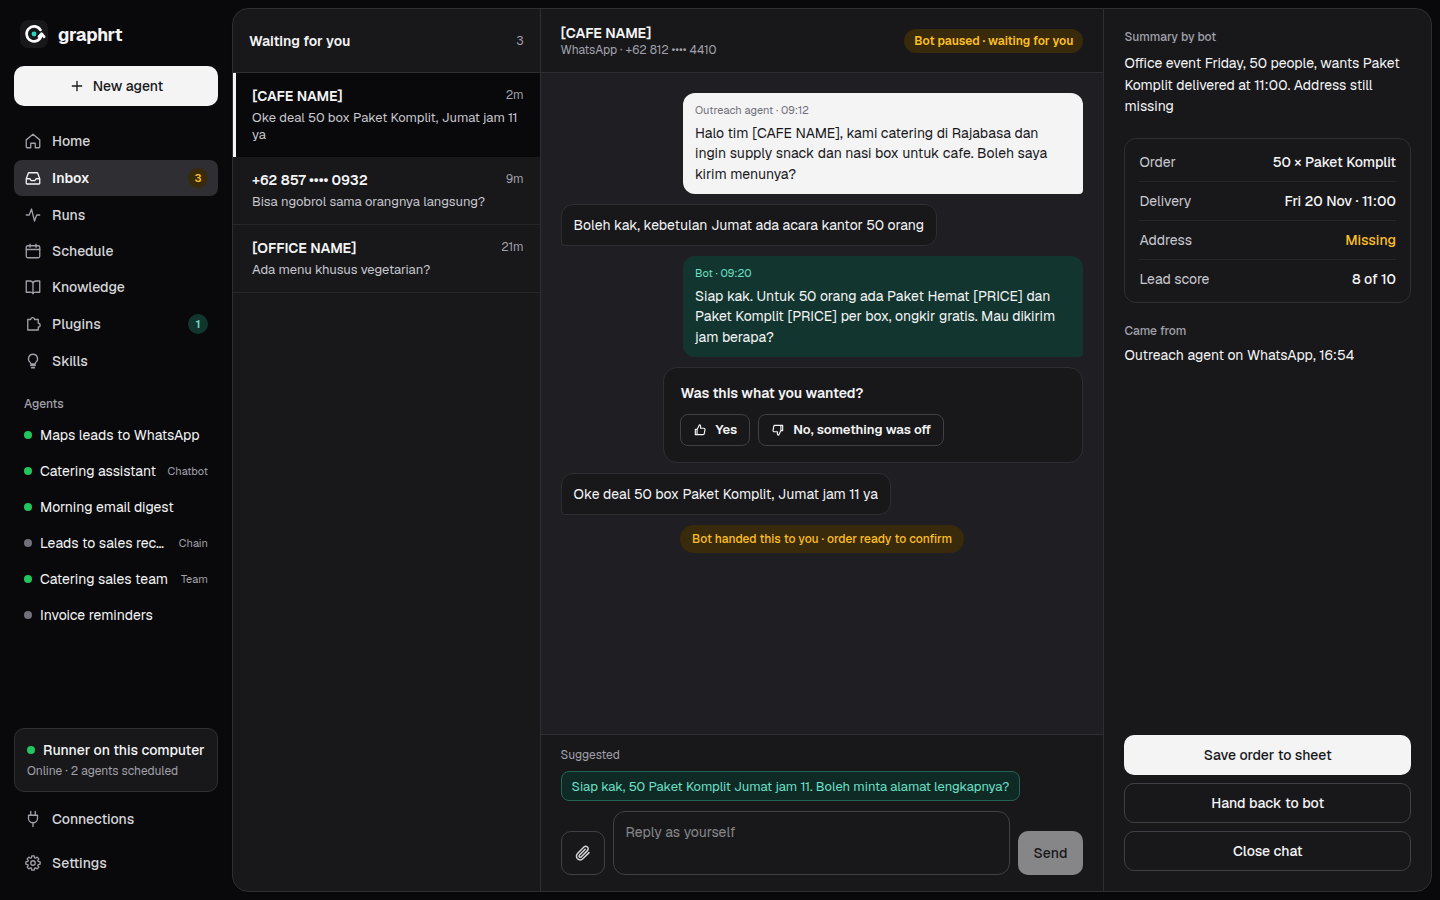 graphrt
New agent
Home
Inbox 3
Runs
Schedule
Knowledge
Plugins 1
Skills
Agents
Maps leads to WhatsApp
Catering assistant Chatbot
Morning email digest
Leads to sales rec... Chain
Catering sales team Team
Invoice reminders
Runner on this computer
Online · 2 agents scheduled
Connections
Settings
Waiting for you 3
[CAFE NAME] 2m
Oke deal 50 box Paket Komplit, Jumat jam 11
ya
+62 857 •••• 0932 9m
Bisa ngobrol sama orangnya langsung?
[OFFICE NAME] 21m
Ada menu khusus vegetarian?
[CAFE NAME]
WhatsApp · +62 812 •••• 4410
Bot paused · waiting for you
Outreach agent · 09:12
Halo tim [CAFE NAME], kami catering di Rajabasa dan
ingin supply snack dan nasi box untuk cafe. Boleh saya
kirim menunya?
Boleh kak, kebetulan Jumat ada acara kantor 50 orang
Bot · 09:20
Siap kak. Untuk 50 orang ada Paket Hemat [PRICE] dan
Paket Komplit [PRICE] per box, ongkir gratis. Mau dikirim
jam berapa?
Was this what you wanted?
Yes
No, something was off
Oke deal 50 box Paket Komplit, Jumat jam 11 ya
Bot handed this to you · order ready to confirm
Suggested
Siap kak, 50 Paket Komplit Jumat jam 11. Boleh minta alamat lengkapnya?
Reply as yourself
Send
Summary by bot
Office event Friday, 50 people, wants Paket
Komplit delivered at 11:00. Address still
missing
Order 50 × Paket Komplit
Delivery Fri 20 Nov · 11:00
Address Missing
Lead score 8 of 10
Came from
Outreach agent on WhatsApp, 16:54
Save order to sheet
Hand back to bot
Close chat